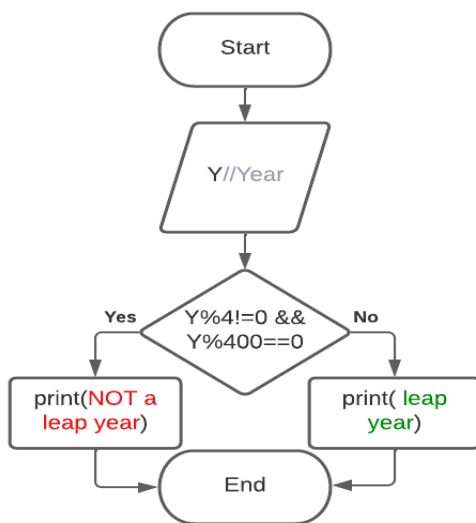 Start
Y//Year
Y%4!=0 &&
Y%400==0
Yes
No
print(NOT a
leap year)
print( leap
year)
End